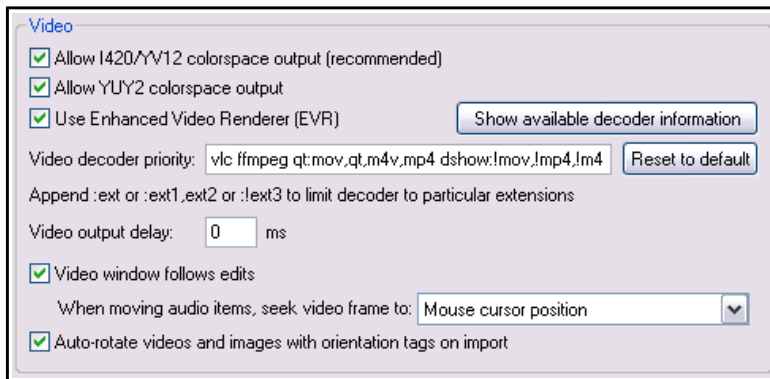 Video
Allow I420/YV12 colorspace output (recommended)
Allow YUY2 colorspace output
Use Enhanced Video Renderer (EVR) Show available decoder information
Video decoder priority: vlc ffmpeg qt:mov,qt,m4v,mp4 dshow:!mov,!mp4,!m4 Reset to default
Append :ext or :ext1,ext2 or :!ext3 to limit decoder to particular extensions
Video output delay: 0 ms
Video window follows edits
When moving audio items, seek video frame to: Mouse cursor position
Auto-rotate videos and images with orientation tags on import